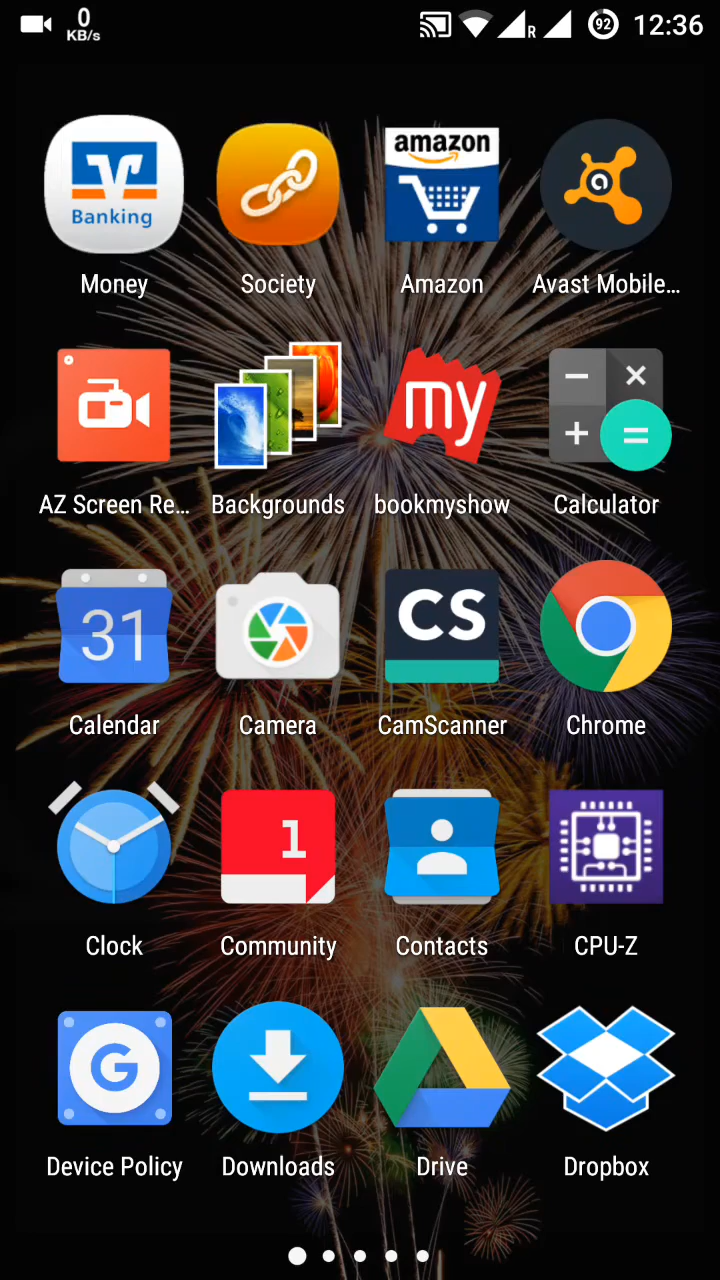 0
KB/s
R
92
12:36
Banking
amazon
a
Money
Society
Amazon
Avast Mobile…
my
AZ Screen Re…
Backgrounds
bookmyshow
Calculator
31
CS
Calendar
Camera
CamScanner
Chrome
1
Clock
Community
Contacts
CPU-Z
G
Device Policy
Downloads
Drive
Dropbox